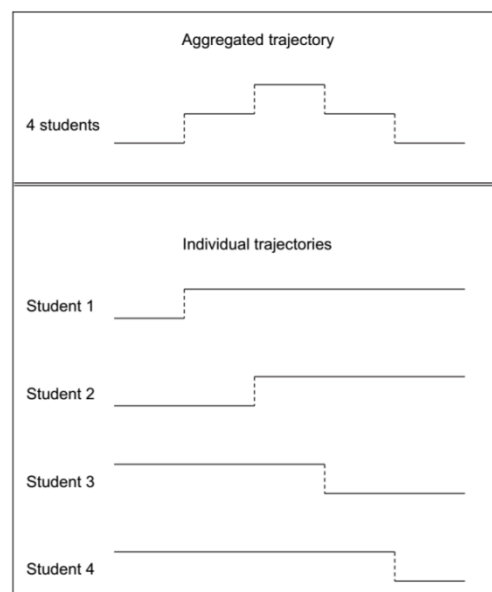 Aggregated trajectory
4 students
Individual trajectories
Student 1
Student 2
Student 3
Student 4